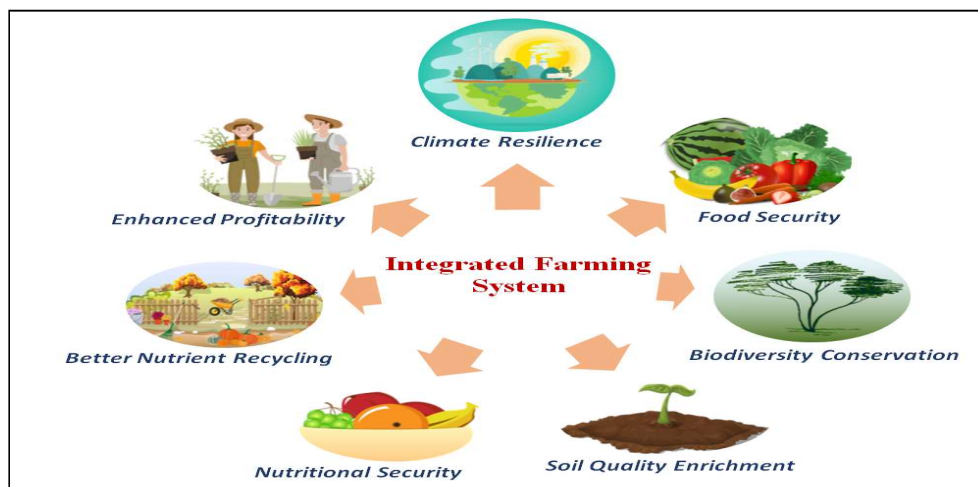 Climate Resilience
Enhanced Profitability
Food Security
Integrated Farming
System
Better Nutrient Recycling
Biodiversity Conservation
Nutritional Security
Soil Quality Enrichment